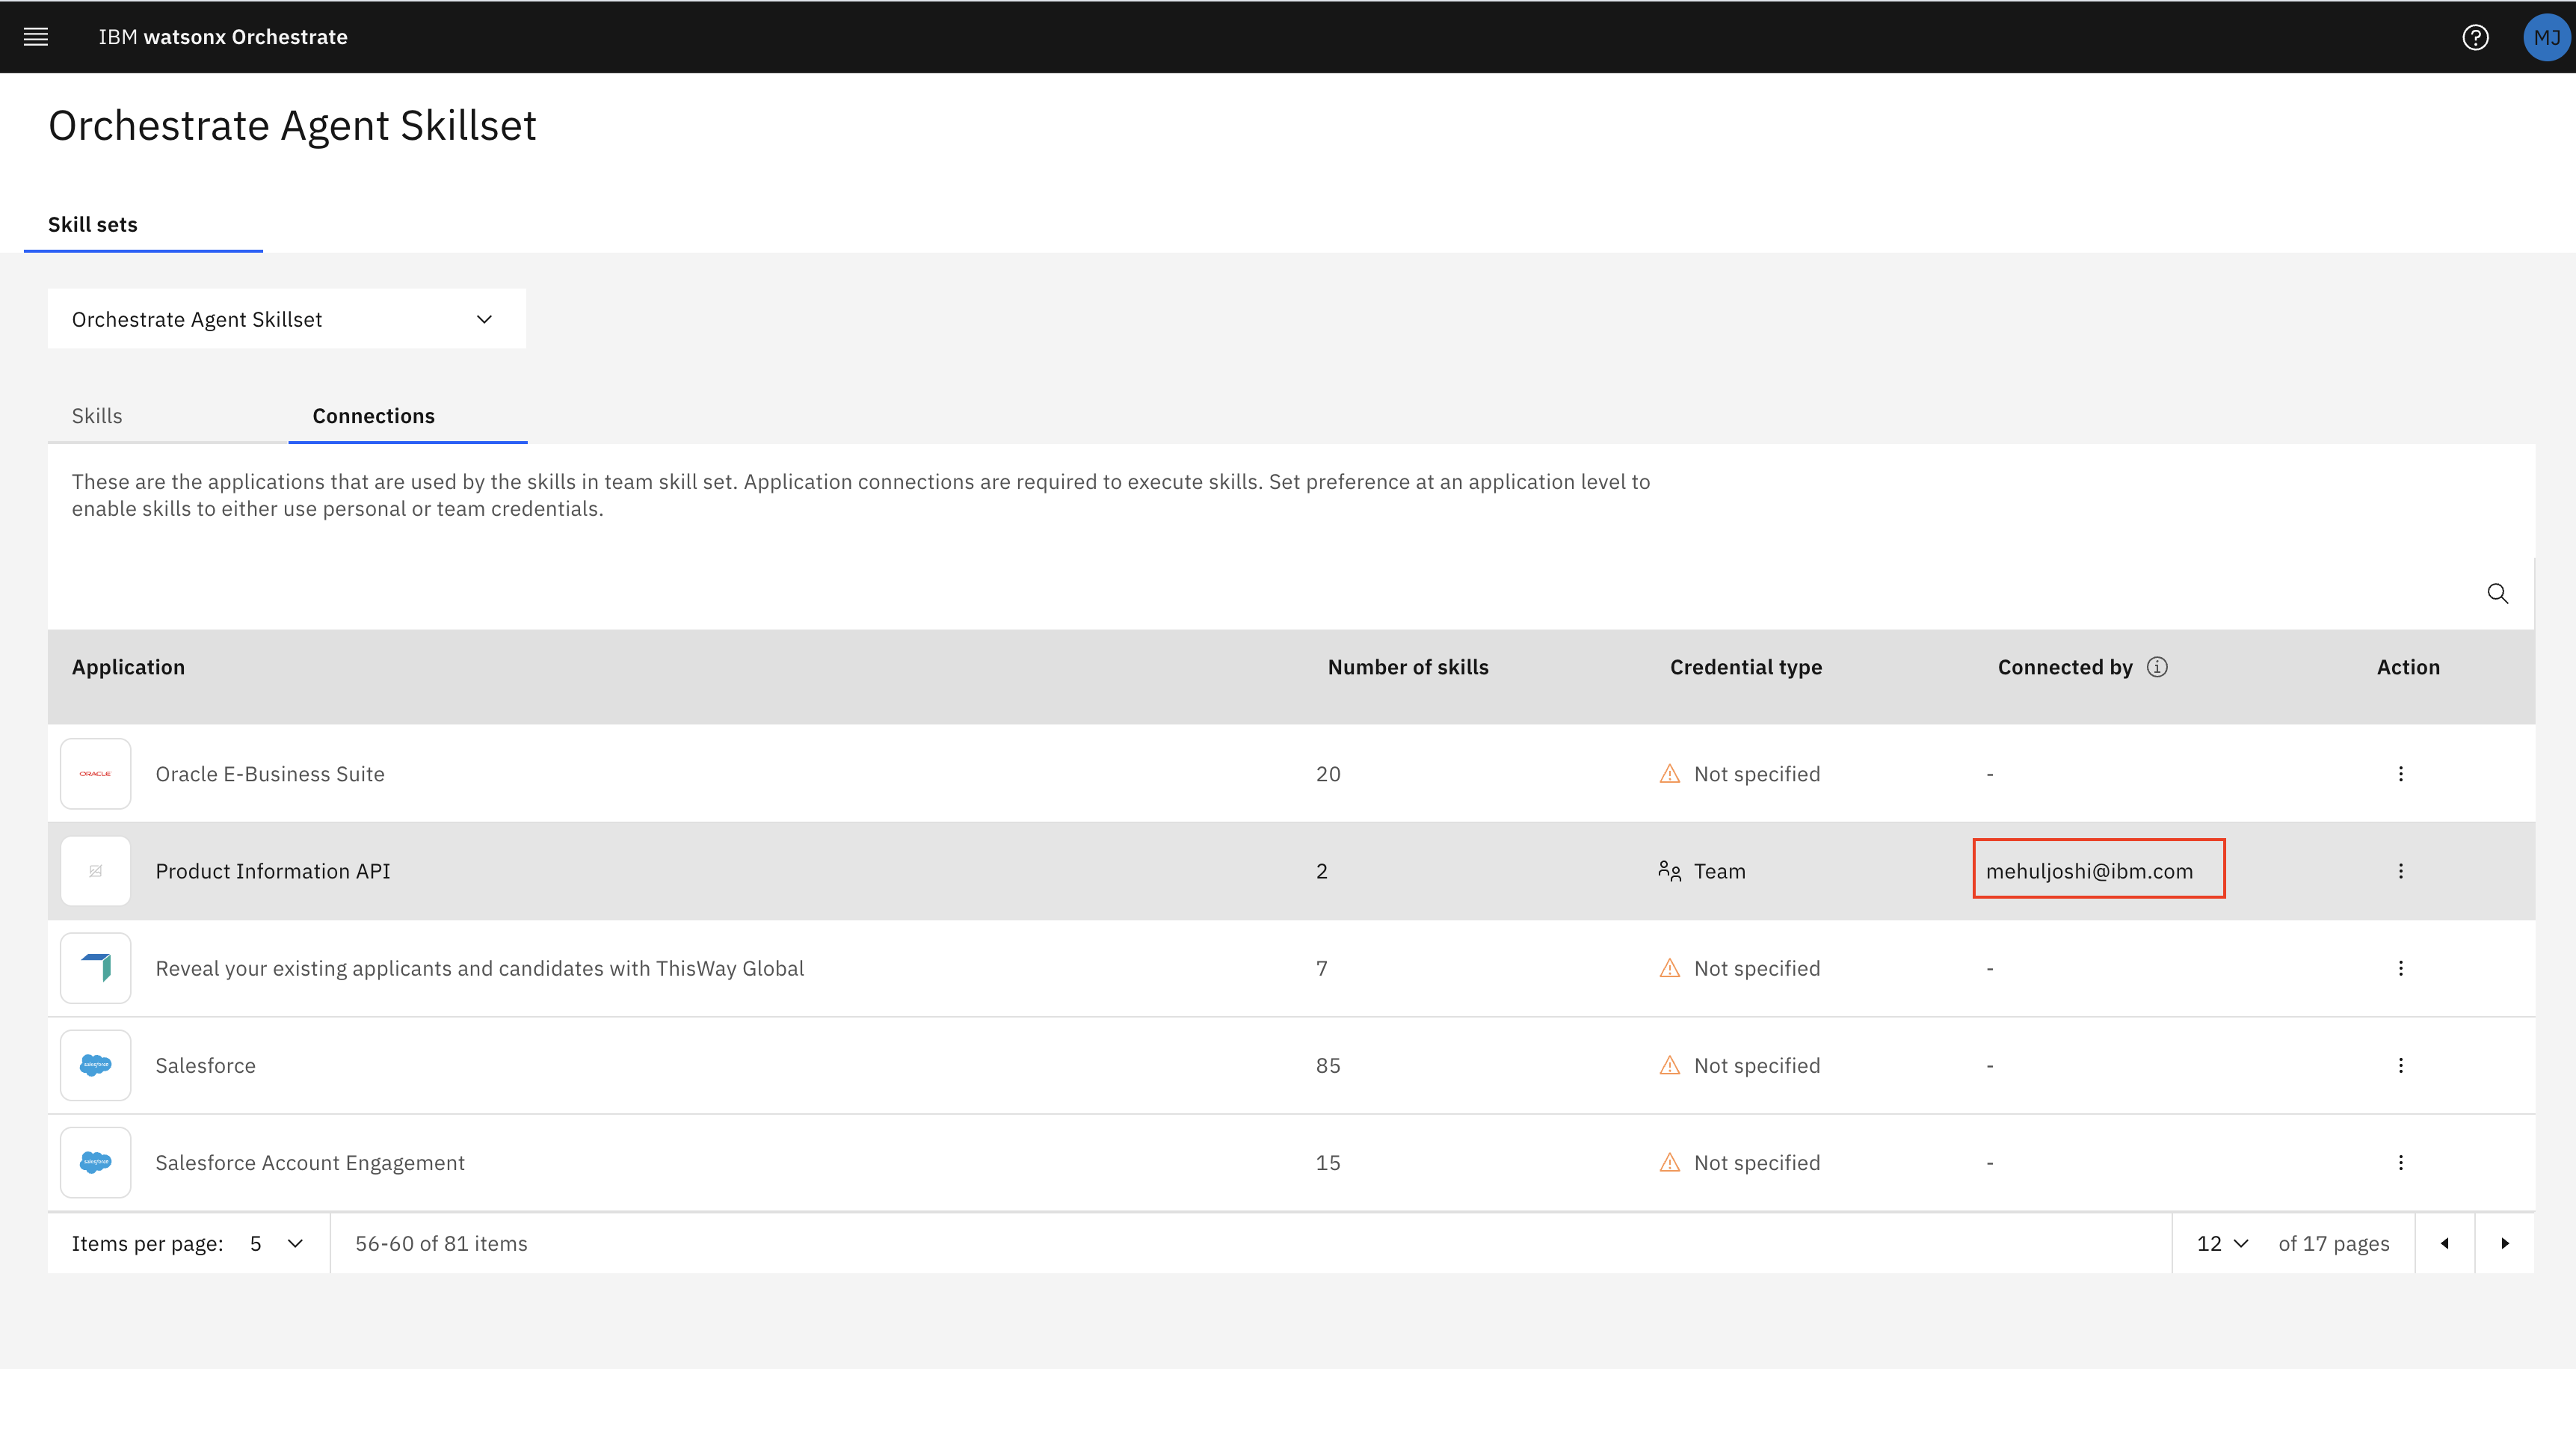 IBM watsonx Orchestrate
MJ
Orchestrate Agent Skillset
Skill sets
Orchestrate Agent Skillset
Skills
Connections
These are the applications that are used by the skills in team skill set. Application connections are required to execute skills. Set preference at an application level to
enable skills to either use personal or team credentials.
Application Number of skills Credential type Connected by Action
ORACLE Oracle E-Business Suite 20 Not specified -
Product Information API 2 Team mehuljoshi@ibm.com
Reveal your existing applicants and candidates with ThisWay Global 7 Not specified -
salesforce Salesforce 85 Not specified -
salesforce Salesforce Account Engagement 15 Not specified -
Items per page: 5 56-60 of 81 items 12 of 17 pages